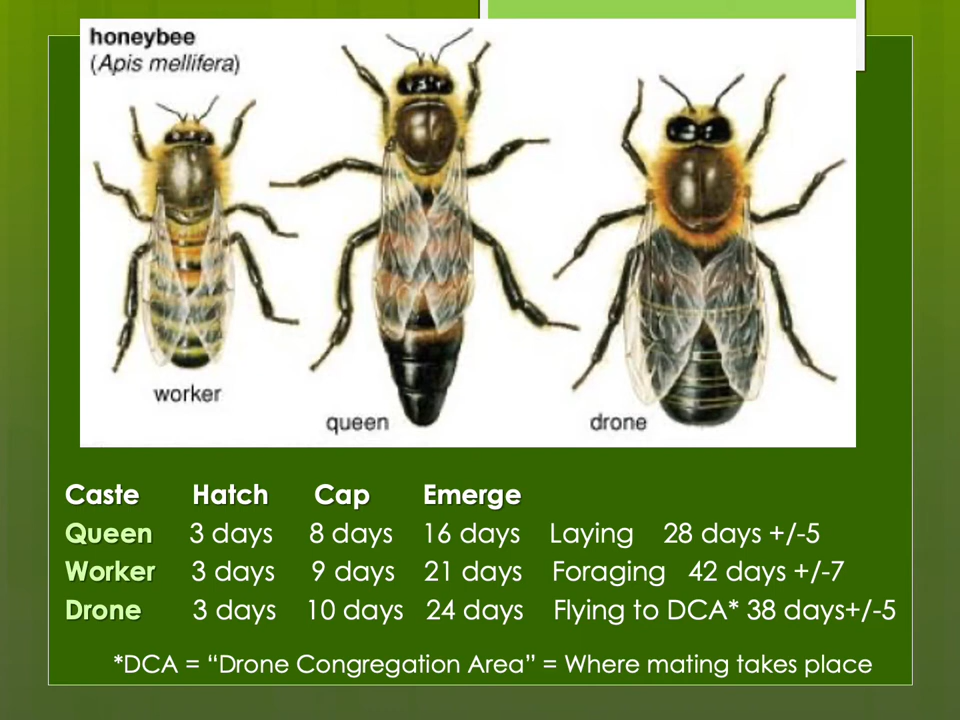 honeybee
(Apis mellifera)
worker
queen
drone
Caste Hatch Cap Emerge
Queen 3 days 8 days 16 days Laying 28 days +/-5
Worker 3 days 9 days 21 days Foraging 42 days +/-7
Drone 3 days 10 days 24 days Flying to DCA* 38 days+/-5
*DCA = “Drone Congregation Area” = Where mating takes place